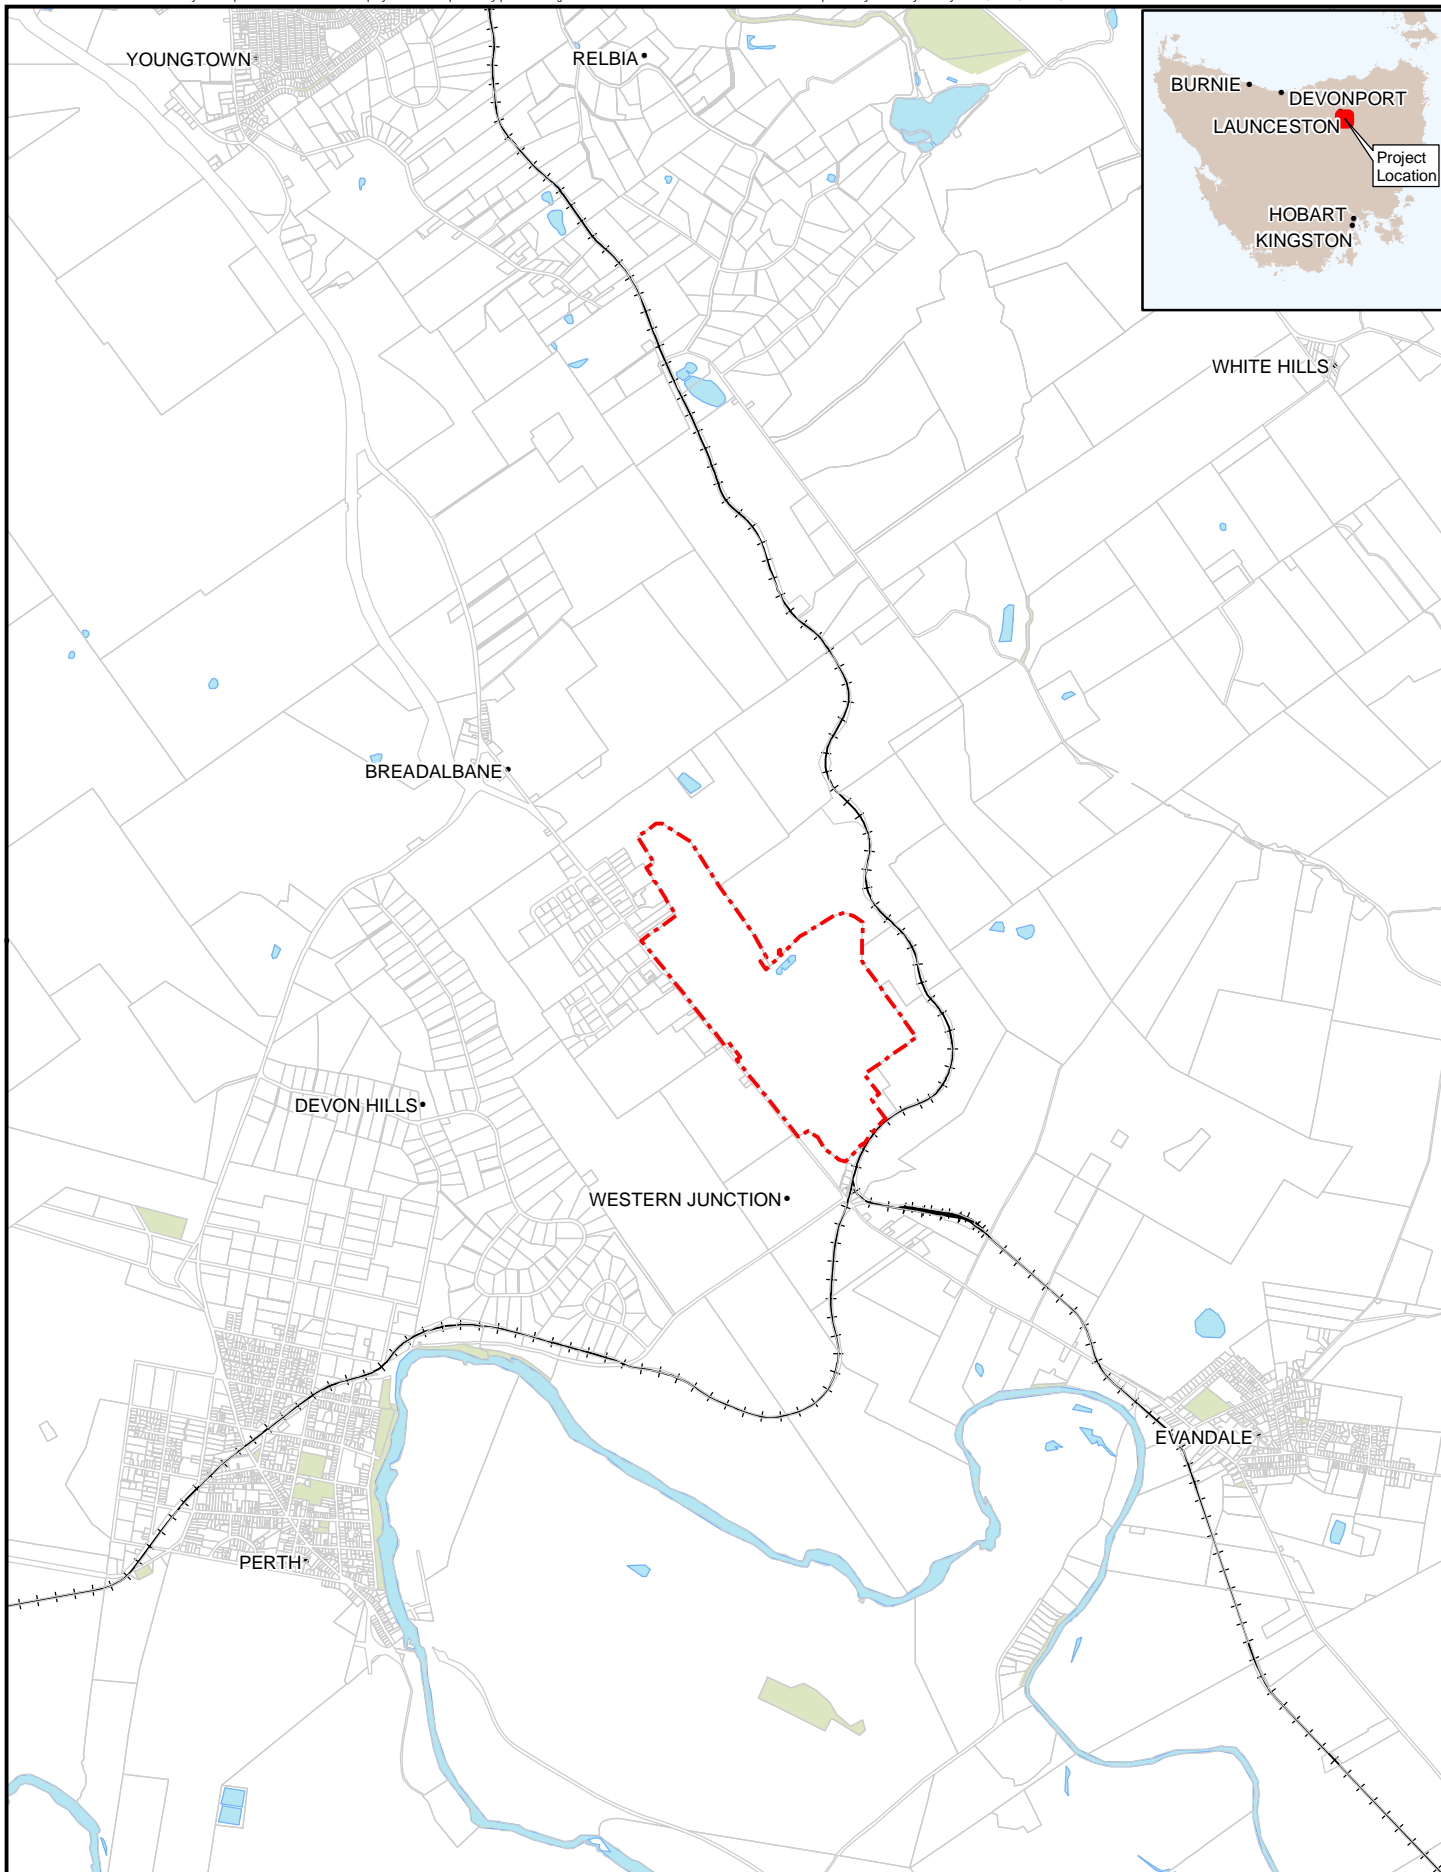 YOUNGTOWN
RELBIA
BURNIE
DEVONPORT
LAUNCESTON
Project
Location
HOBART
KINGSTON
WHITE HILLS
BREADALBANE
DEVON HILLS
WESTERN JUNCTION
EVANDALE
PERTH